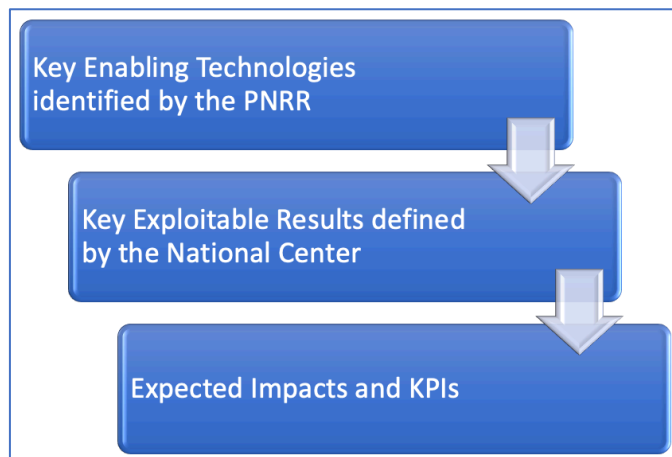 Key Enabling Technologies
identified by the PNRR
Key Exploitable Results defined
by the National Center
Expected Impacts and KPIs